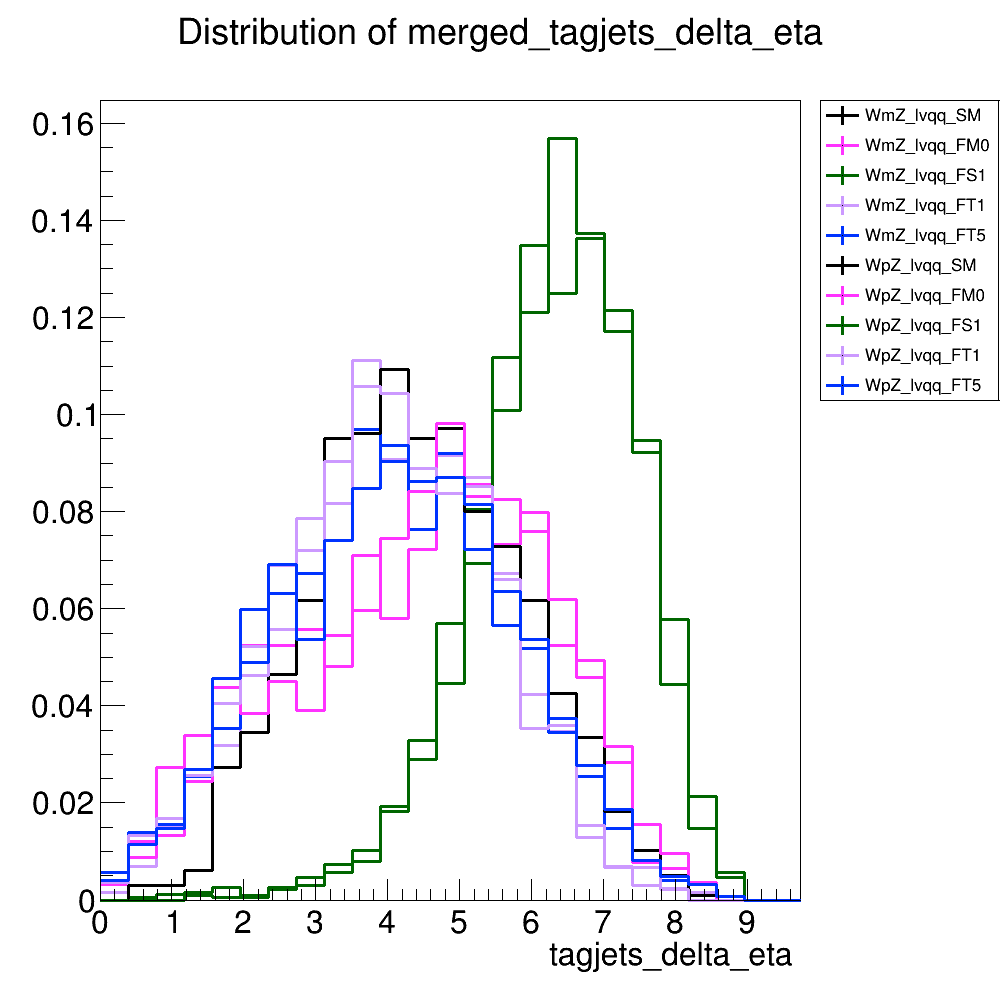 Distribution of merged_tagjets_delta_eta
0.16
0.14
0.12
0.1
0.08
0.06
0.04
0.02
0
0 1 2 3 4 5 6 7 8 9
tagjets_delta_eta
WmZ_lvqq_SM
WmZ_lvqq_FM0
WmZ_lvqq_FS1
WmZ_lvqq_FT1
WmZ_lvqq_FT5
WpZ_lvqq_SM
WpZ_lvqq_FM0
WpZ_lvqq_FS1
WpZ_lvqq_FT1
WpZ_lvqq_FT5